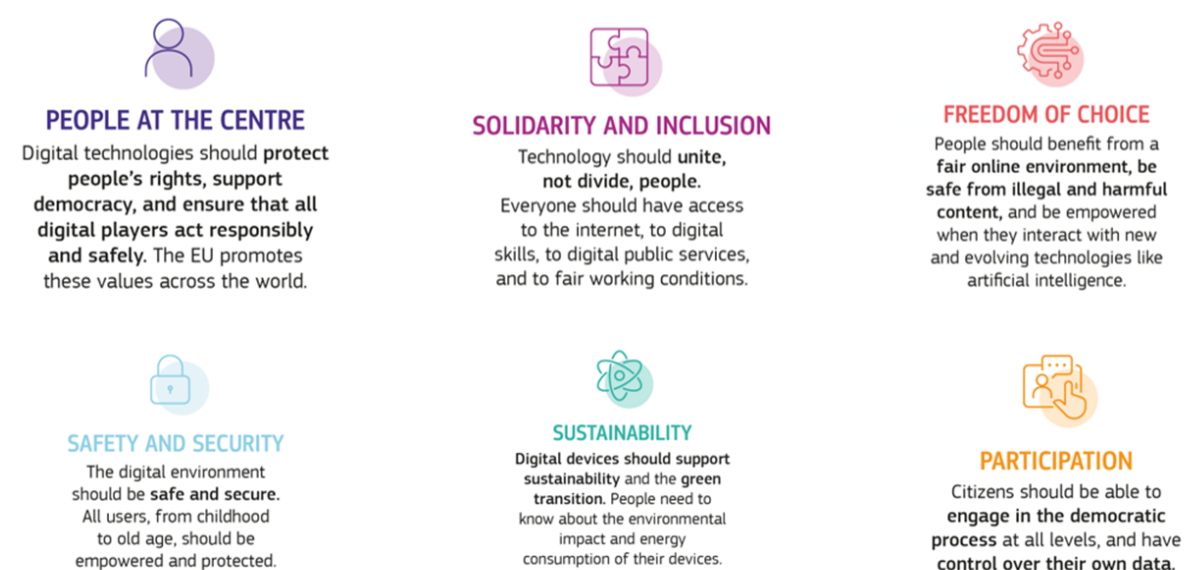 PEOPLE AT THE CENTRE
Digital technologies should protect
people's rights, support
democracy, and ensure that all
digital players act responsibly
and safely. The EU promotes
these values across the world.
SOLIDARITY AND INCLUSION
Technology should unite,
not divide, people.
Everyone should have access
to the internet, to digital
skills, to digital public services,
and to fair working conditions.
FREEDOM OF CHOICE
People should benefit from a
fair online environment, be
safe from illegal and harmful
content, and be empowered
when they interact with new
and evolving technologies like
artificial intelligence.
SAFETY AND SECURITY
The digital environment
should be safe and secure.
All users, from childhood
to old age, should be
empowered and protected.
SUSTAINABILITY
Digital devices should support
sustainability and the green
transition. People need to
know about the environmental
impact and energy
consumption of their devices.
PARTICIPATION
Citizens should be able to
engage in the democratic
process at all levels, and have
control over their own data.